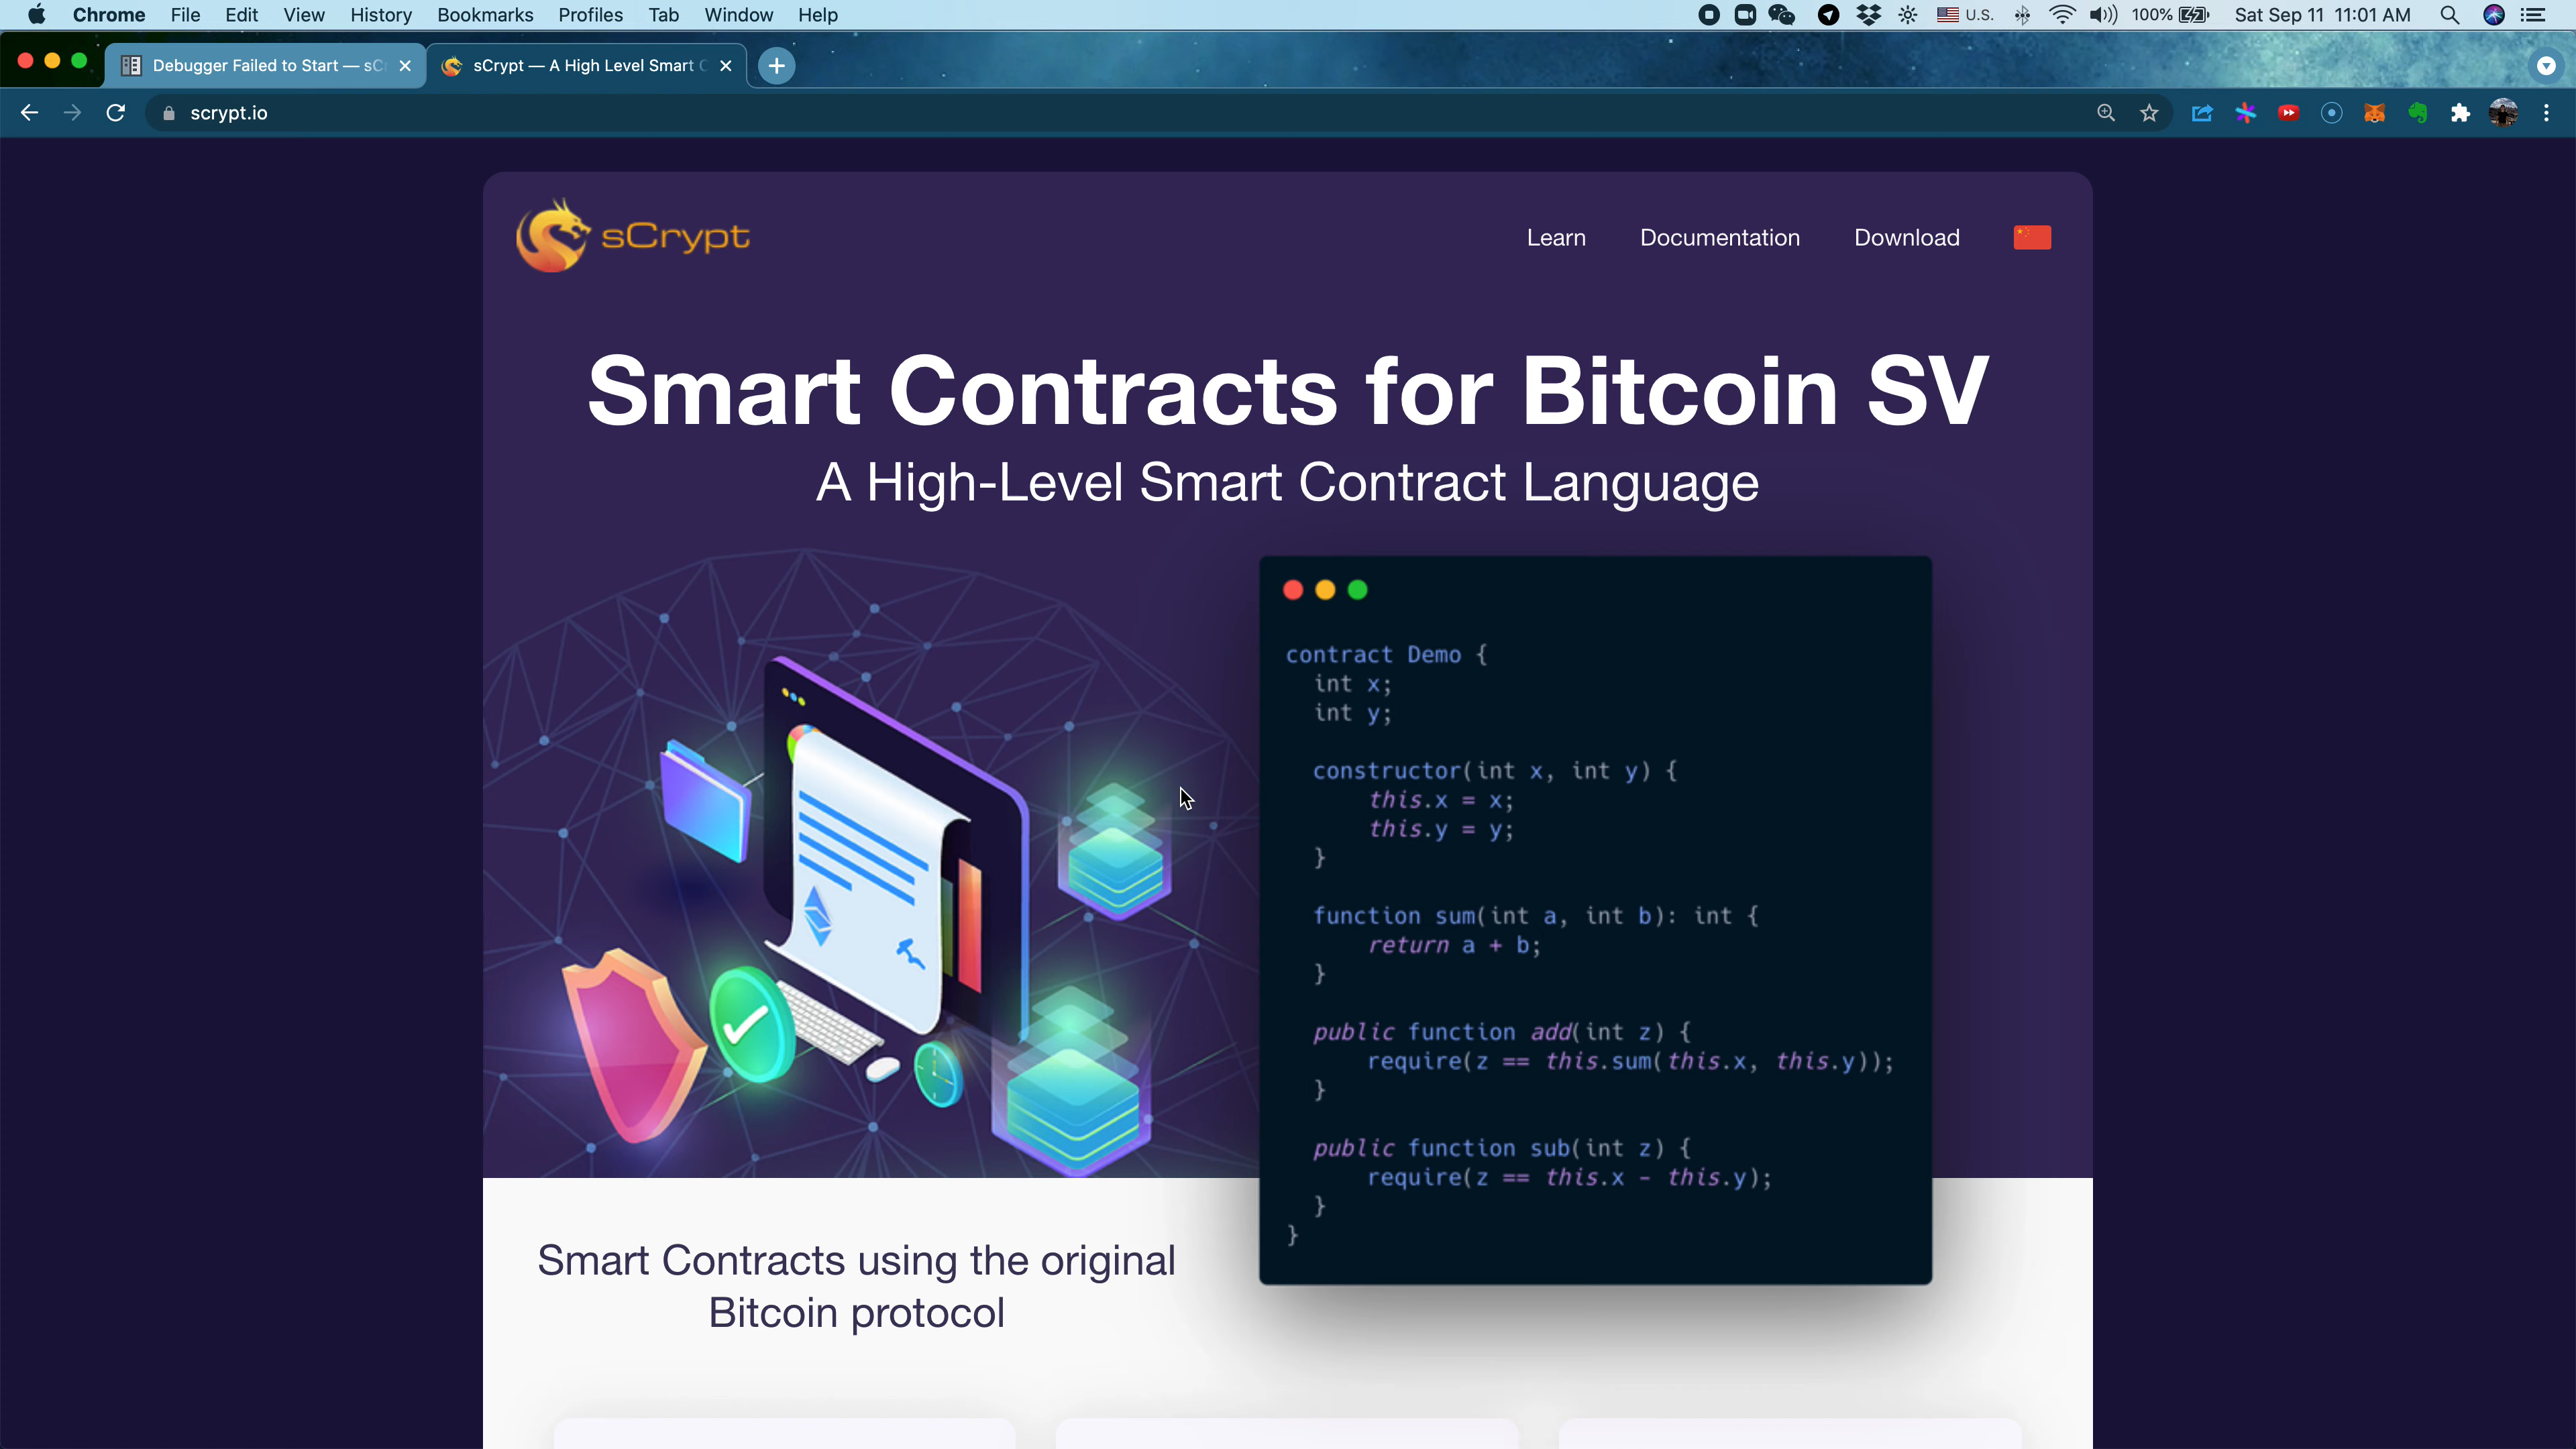 Chrome File Edit View History Bookmarks Profiles Tab Window Help U.S. 100% Sat Sep 11 11:01 AM
Debugger Failed to Start — sC
sCrypt — A High Level Smart C
scrypt.io
sCrypt
Learn Documentation Download
Smart Contracts for Bitcoin SV
A High-Level Smart Contract Language
contract Demo {
int x;
int y;
constructor(int x, int y) {
this.x = x;
this.y = y;
}
function sum(int a, int b): int {
return a + b;
}
public function add(int z) {
require(z == this.sum(this.x, this.y));
}
public function sub(int z) {
require(z == this.x - this.y);
}
}
Smart Contracts using the original
Bitcoin protocol